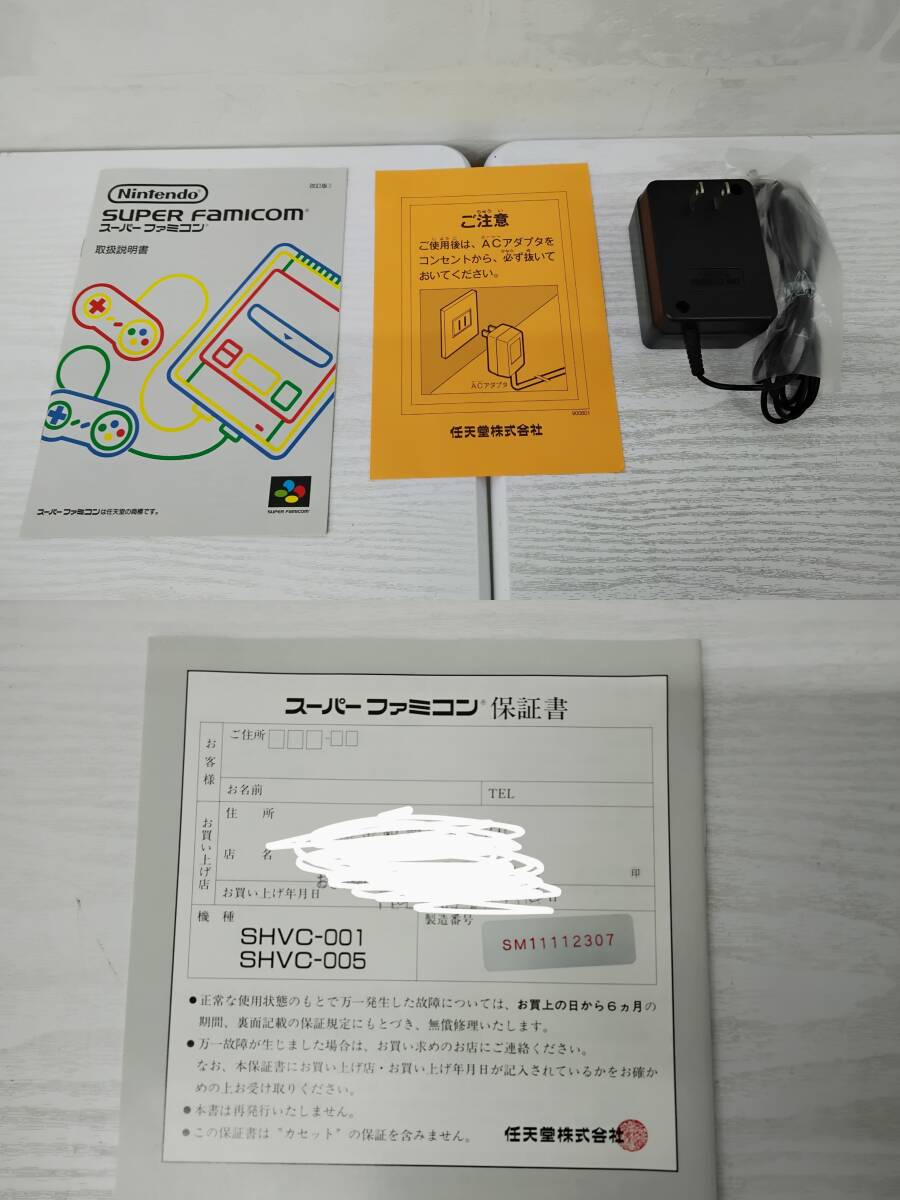 Nintendo
改訂版
SUPER FAMICOM
スーパーファミコン
取扱説明書
SUPER FAMICOM
スーパーファミコンは任天堂の商標です。
ちゅう い
ご注意
ご使用後は、ACアダプタを
コンセントから、必ず抜いて
おいてください。
ACアダプタ
900801
任天堂株式会社
スーパーファミコン® 保証書
お客様
ご住所
お名前
TEL
お買い上げ店
住 所
店 名
印
お買い上げ年月日
機 種
SHVC-001
SHVC-005
製造番号
SM11112307
●正常な使用状態のもとで万一発生した故障については、お買上の日から6ヵ月の
期間、裏面記載の保証規定にもとづき、無償修理いたします。
●万一故障が生じました場合は、お買い求めのお店にご連絡ください。
なお、本保証書にお買い上げ店・お買い上げ年月日が記入されているかをお確か
めの上お受け取りください。
●本書は再発行いたしません。
●この保証書は"カセット"の保証を含みません。
任天堂株式会社